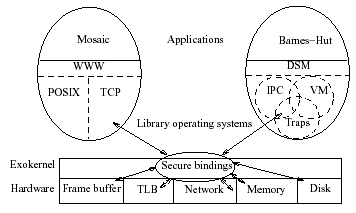 Mosaic Applications Barnes-Hut
WWW DSM
POSIX TCP IPC VM
Traps
Library operating systems
Exokernel Secure bindings
Hardware Frame buffer TLB Network Memory Disk